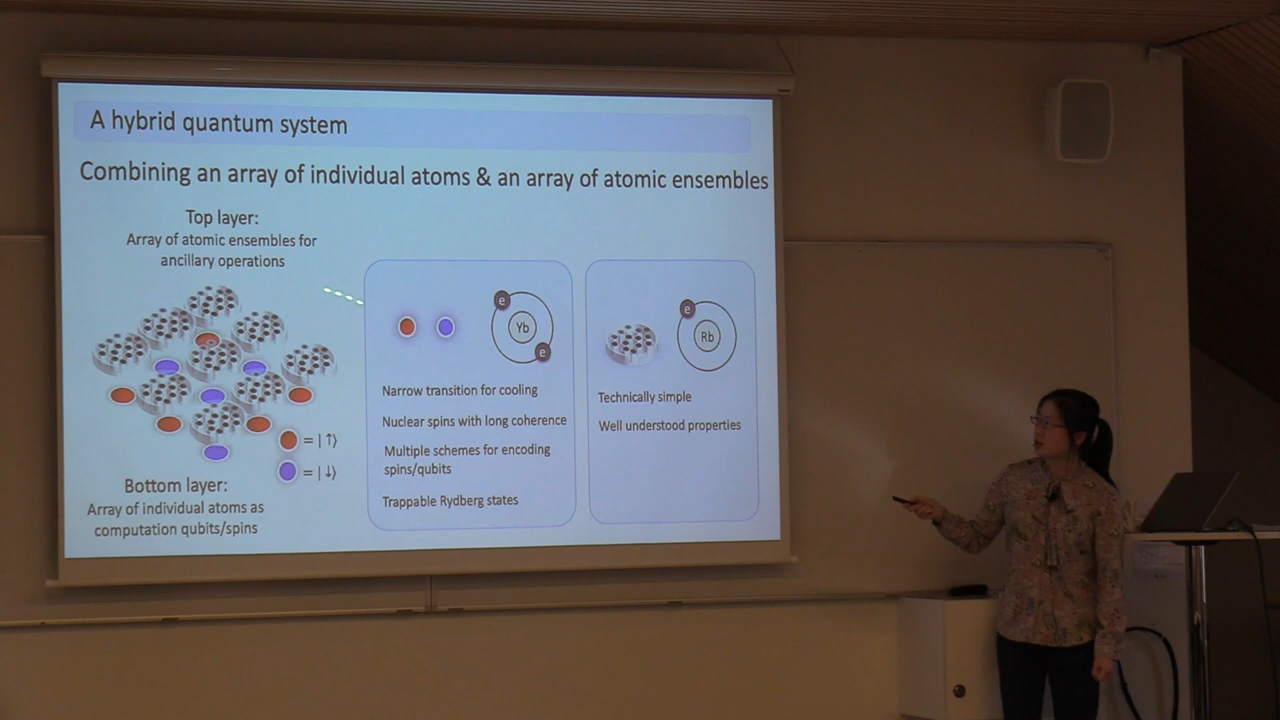 A hybrid quantum system
Combining an array of individual atoms & an array of atomic ensembles
Top layer:
Array of atomic ensembles for
ancillary operations
= | ↑⟩
= | ↓⟩
Bottom layer:
Array of individual atoms as
computation qubits/spins
e
Yb
e
Narrow transition for cooling
Nuclear spins with long coherence
Multiple schemes for encoding
spins/qubits
Trappable Rydberg states
e
Rb
Technically simple
Well understood properties